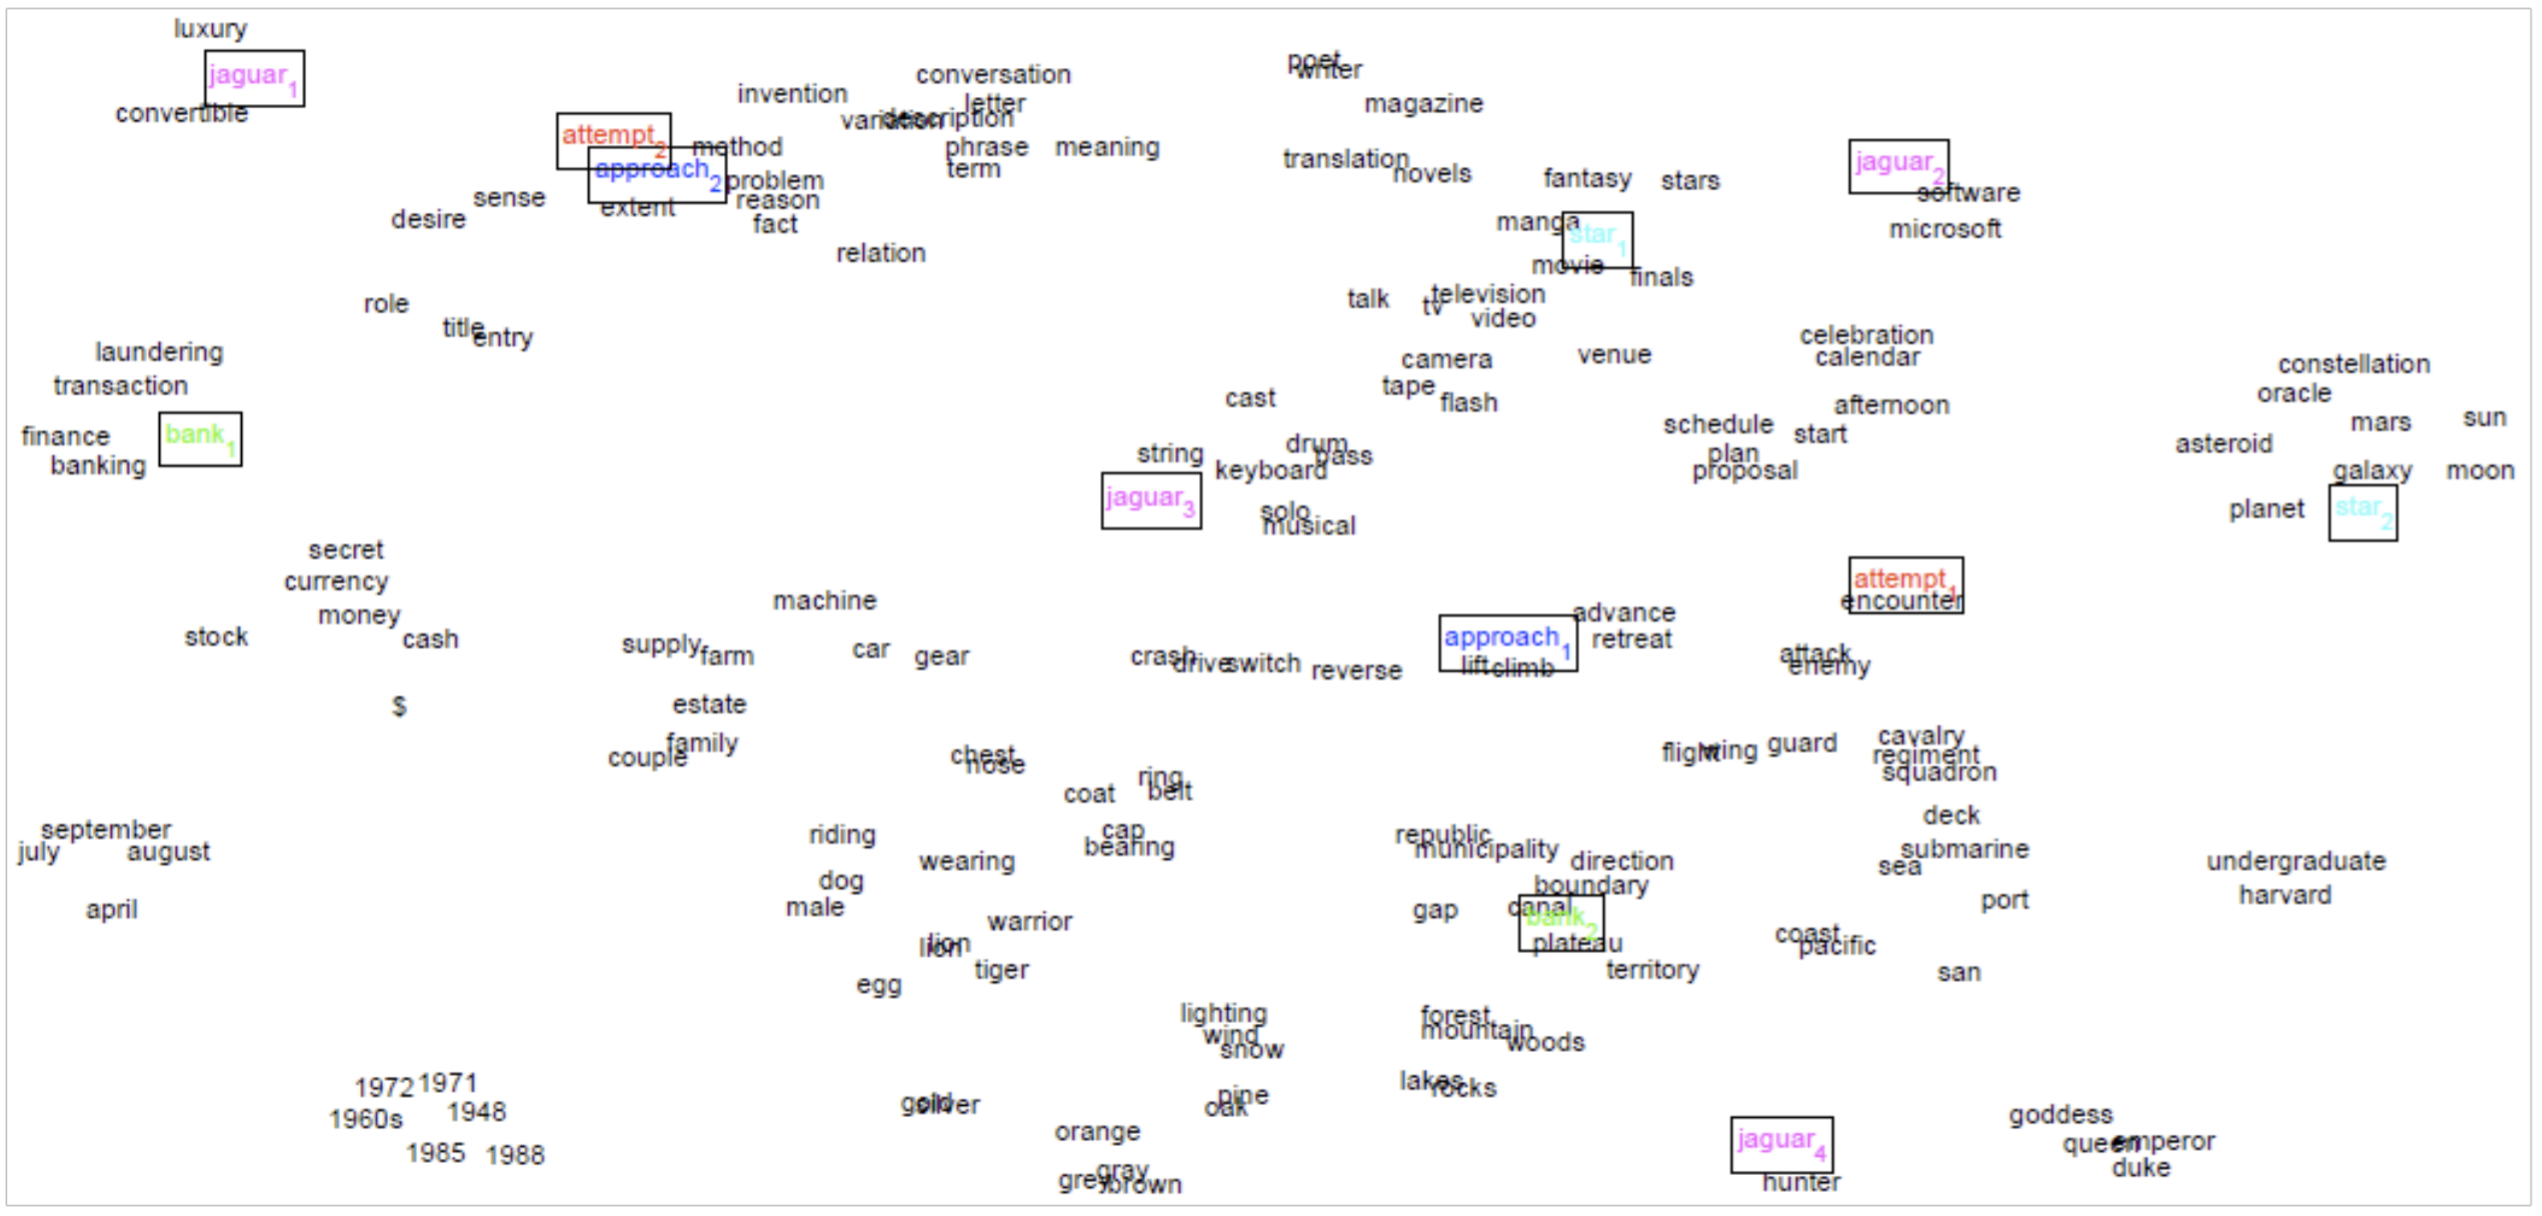 luxury
jaguar1
convertible
attempt2
approach2
method
invention
variation
description
conversation
letter
phrase
term
meaning
problem
reason
fact
extent
sense
desire
relation
role
title
entry
poet
writer
magazine
translation
novels
fantasy
stars
manga
star1
movie
finals
talk
tv
television
video
camera
tape
flash
venue
jaguar2
software
microsoft
celebration
calendar
afternoon
schedule
start
plan
proposal
constellation
oracle
mars
sun
asteroid
galaxy
moon
planet
star2
laundering
transaction
finance
bank1
banking
cast
string
drum
bass
keyboard
jaguar3
solo
musical
secret
currency
money
stock
cash
$
machine
supply
farm
car
gear
estate
family
couple
crash
drive
switch
reverse
approach1
lift
climb
advance
retreat
attempt1
encounter
attack
enemy
flight
wing
guard
cavalry
regiment
squadron
deck
submarine
sea
port
chest
nose
ring
belt
coat
cap
bearing
riding
wearing
dog
male
warrior
lion
lion
tiger
egg
september
july
august
april
republic
municipality
direction
boundary
gap
canal
bank2
plateau
territory
coast
pacific
san
undergraduate
harvard
lighting
wind
snow
forest
mountain
woods
lakes
rocks
pine
oak
1972
1971
1960s
1948
1985
1988
gold
silver
orange
gray
grey
brown
jaguar4
hunter
goddess
queen
emperor
duke